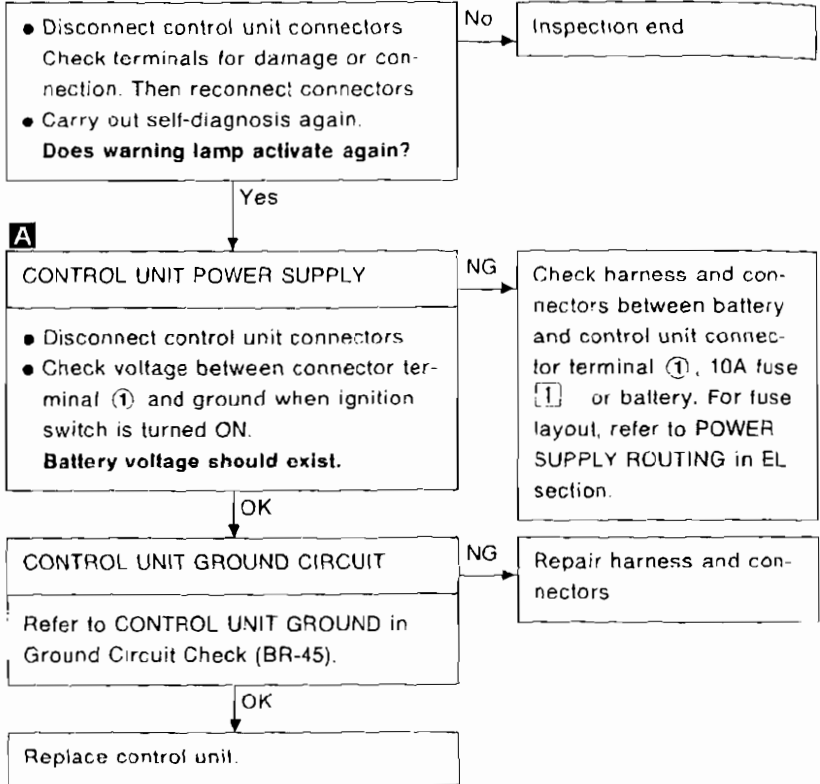 ● Disconnect control unit connectors
Check terminals for damage or con-
nection. Then reconnect connectors
● Carry out self-diagnosis again.
Does warning lamp activate again?
No
Inspection end
Yes
A
CONTROL UNIT POWER SUPPLY
● Disconnect control unit connectors
● Check voltage between connector ter-
minal ① and ground when ignition
switch is turned ON.
Battery voltage should exist.
NG
Check harness and con-
nectors between battery
and control unit connec-
tor terminal ①, 10A fuse
[1] or battery. For fuse
layout, refer to POWER
SUPPLY ROUTING in EL
section.
OK
CONTROL UNIT GROUND CIRCUIT
Refer to CONTROL UNIT GROUND in
Ground Circuit Check (BR-45).
NG
Repair harness and con-
nectors
OK
Replace control unit.